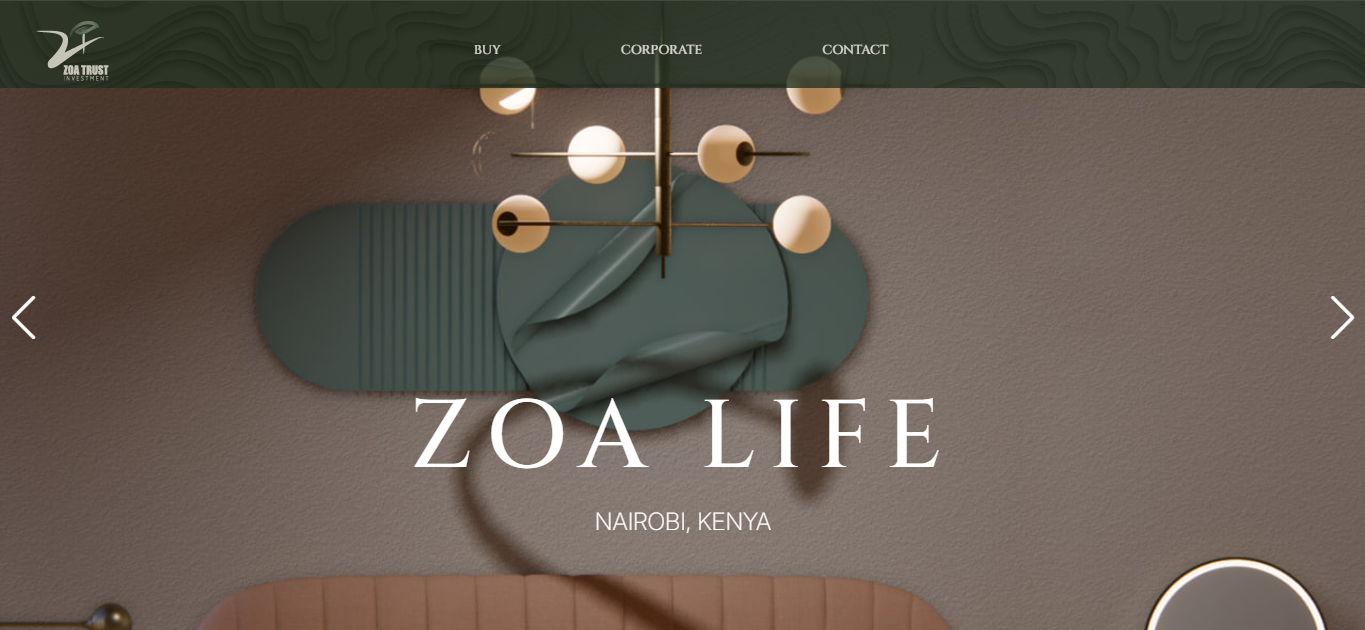 BUY
CORPORATE
CONTACT
ZOA TRUST
INVESTMENT
ZOA LIFE
NAIROBI, KENYA